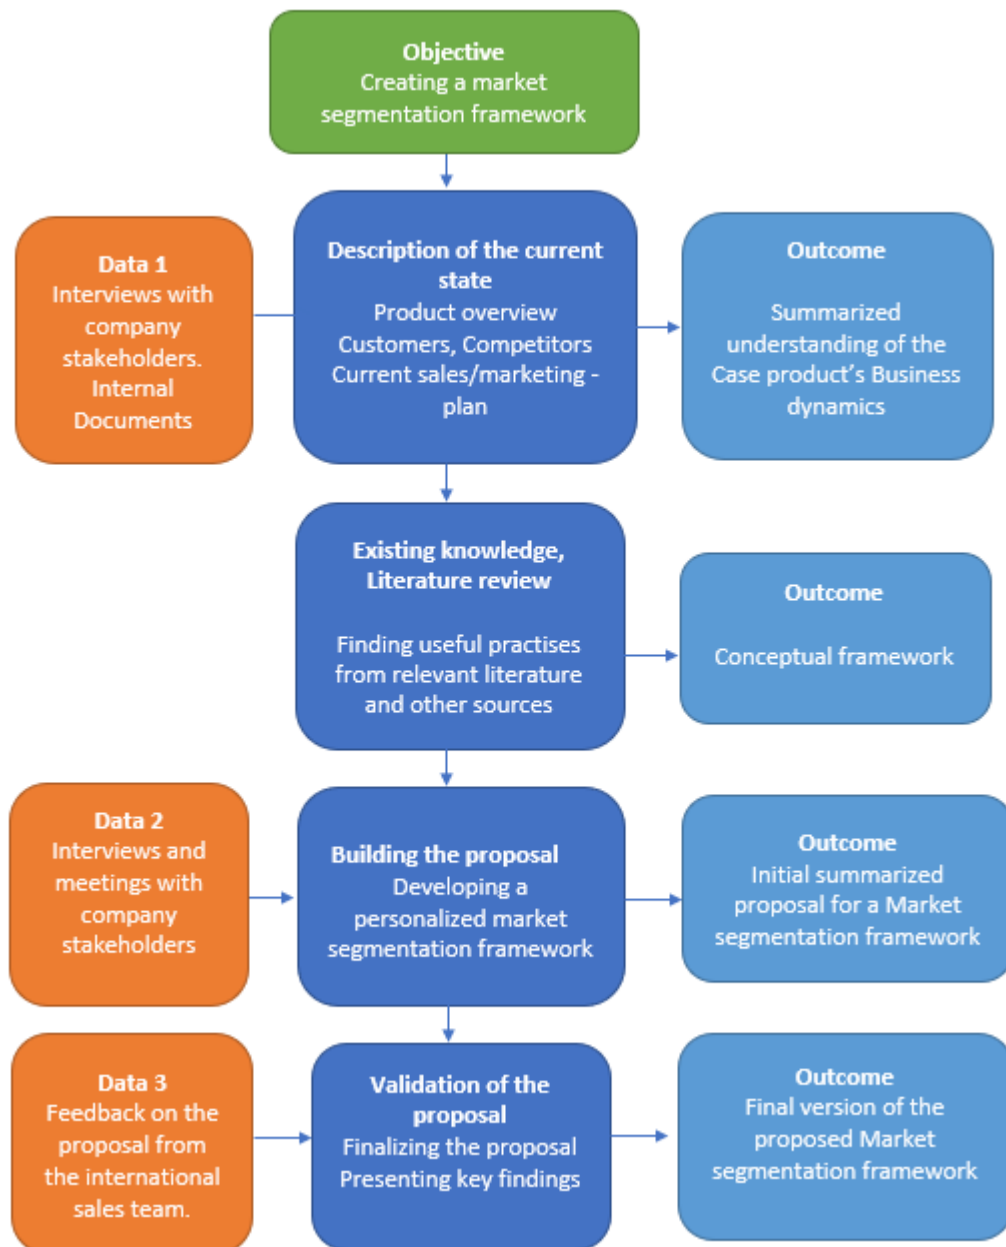 Objective
Creating a market
segmentation framework
Data 1
Interviews with
company
stakeholders.
Internal
Documents
Description of the current
state
Product overview
Customers, Competitors
Current sales/marketing -
plan
Outcome
Summarized
understanding of the
Case product's Business
dynamics
Existing knowledge,
Literature review
Finding useful practises
from relevant literature
and other sources
Outcome
Conceptual framework
Data 2
Interviews and
meetings with
company
stakeholders
Building the proposal
Developing a
personalized market
segmentation framework
Outcome
Initial summarized
proposal for a Market
segmentation framework
Data 3
Feedback on the
proposal from
the international
sales team.
Validation of the
proposal
Finalizing the proposal
Presenting key findings
Outcome
Final version of the
proposed Market
segmentation framework